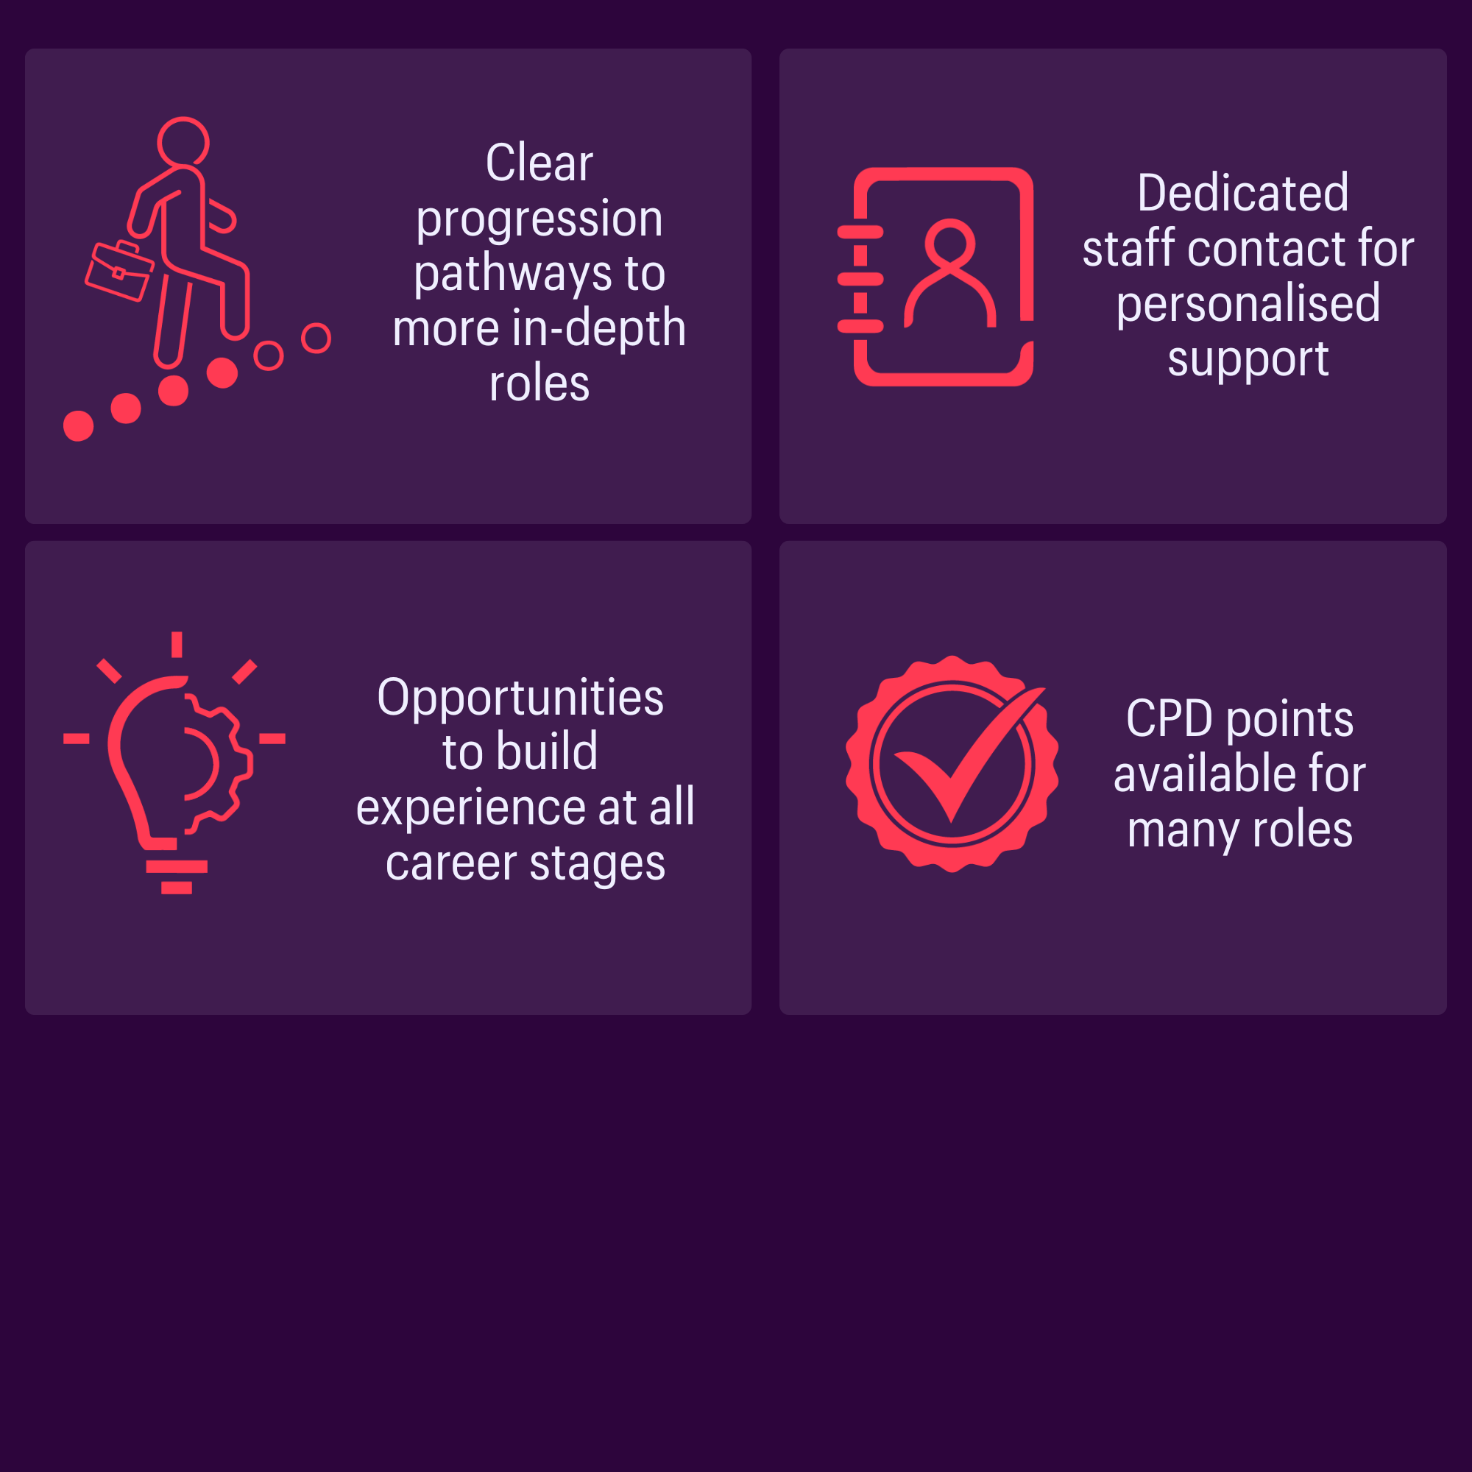 Clear
progression
pathways to
more in-depth
roles
Dedicated
staff contact for
personalised
support
Opportunities
to build
experience at all
career stages
CPD points
available for
many roles